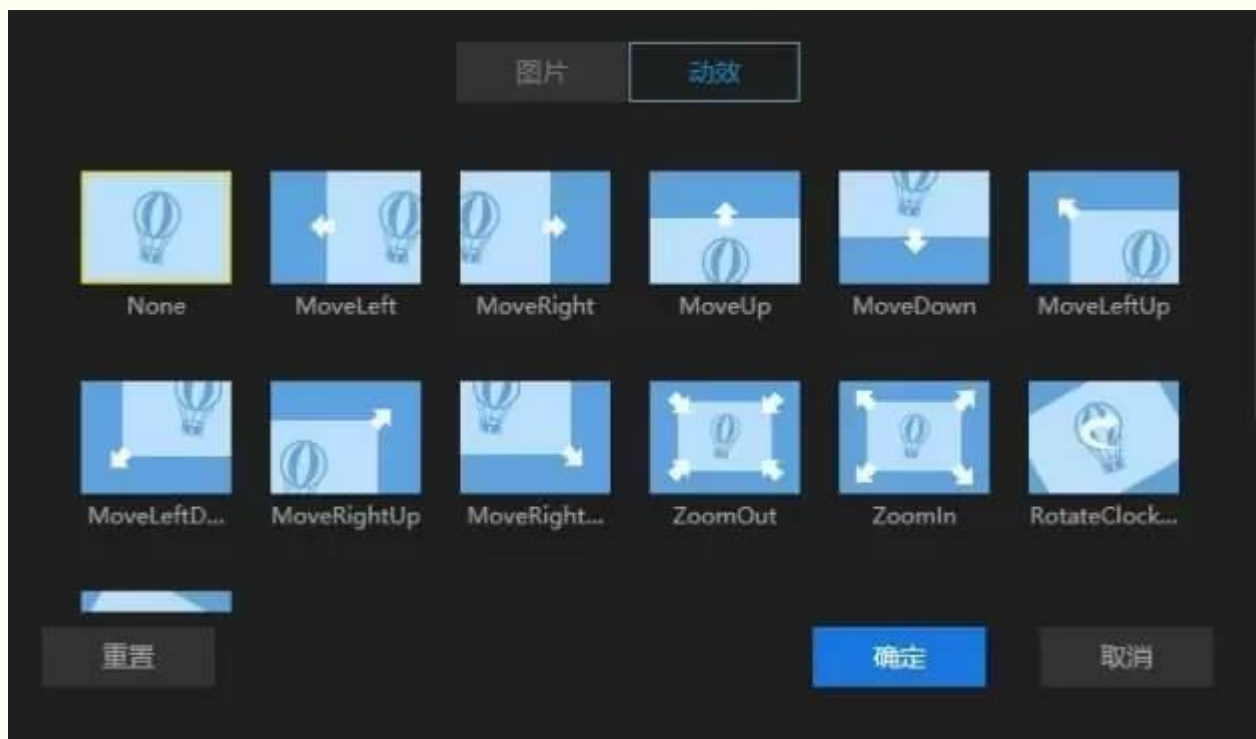 图片 动效
None MoveLeft MoveRight MoveUp MoveDown MoveLeftUp
MoveLeftD... MoveRightUp MoveRight... ZoomOut ZoomIn RotateClock...
重置 确定 取消